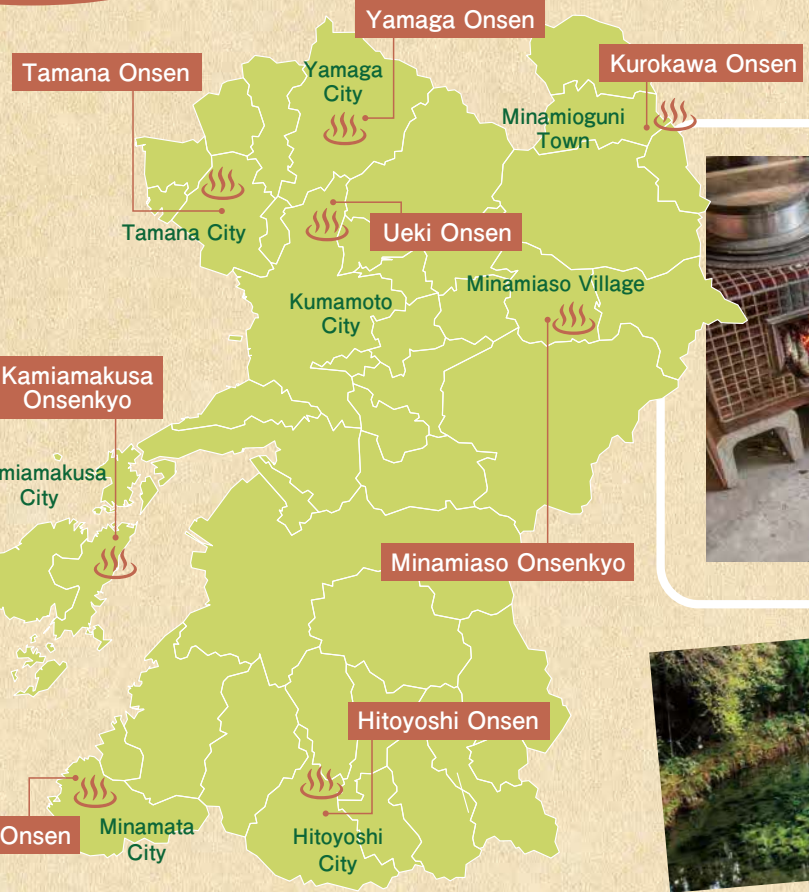 Yamaga Onsen
Tamana Onsen
Yamaga
City
Kurokawa Onsen
Minamioguni
Town
Tamana City
Ueki Onsen
Kumamoto
City
Minamiaso Village
Kamiamakusa
Onsenkyo
miamakusa
City
Minamiaso Onsenkyo
Hitoyoshi Onsen
Onsen
Minamata
City
Hitoyoshi
City